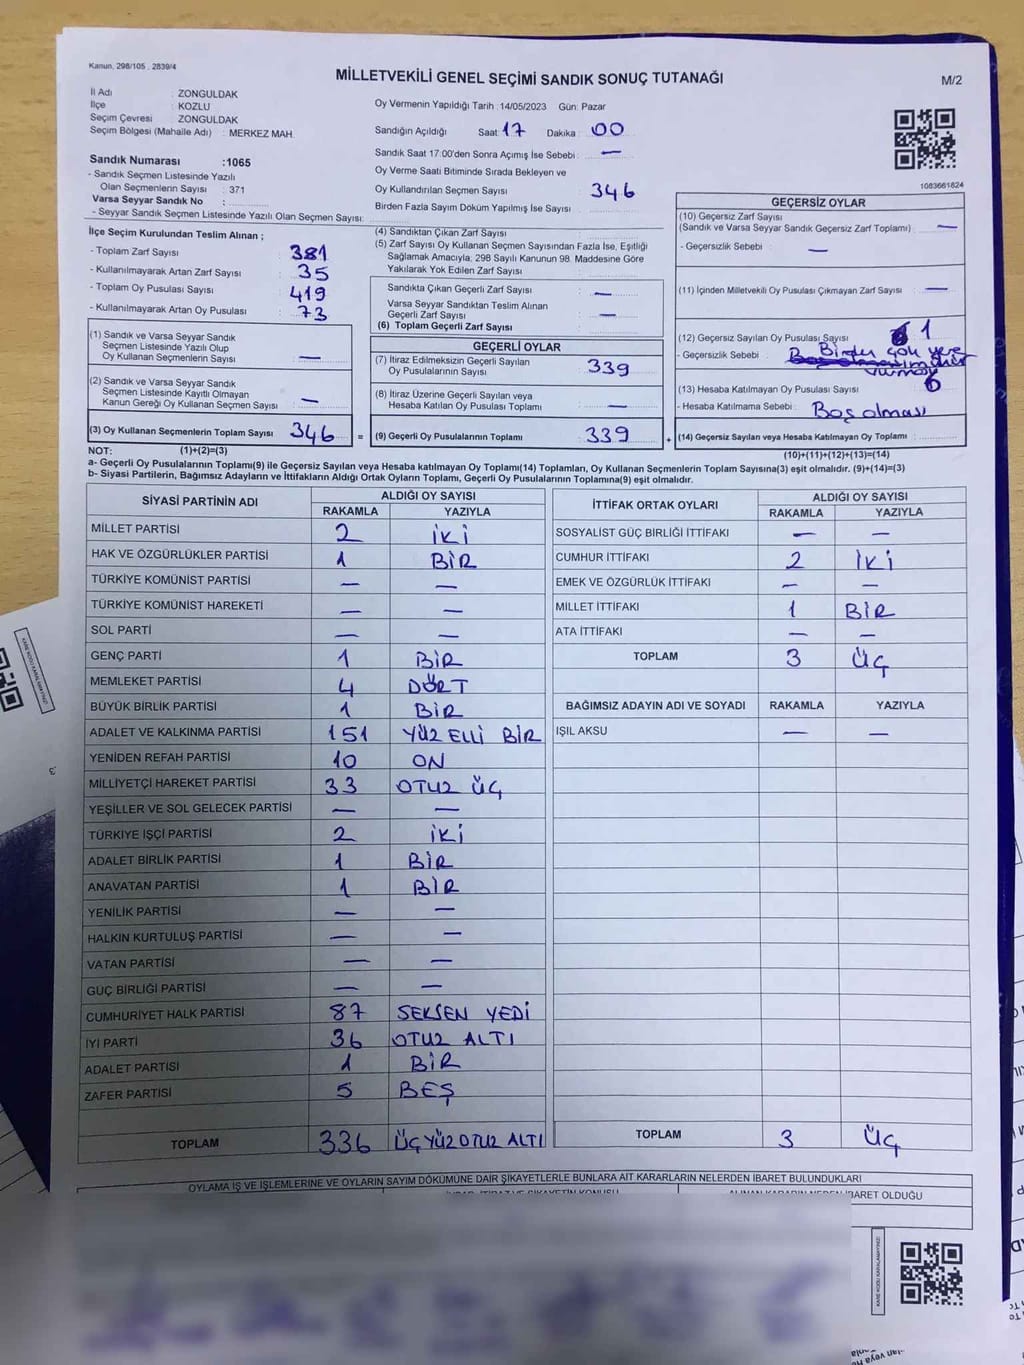 Kanun, 298/105 , 2839/4
MİLLETVEKİLİ GENEL SEÇİMİ SANDIK SONUÇ TUTANAĞI
M/2
İl Adı : ZONGULDAK
İlçe : KOZLU
Seçim Çevresi : ZONGULDAK
Seçim Bölgesi (Mahalle Adı) : MERKEZ MAH.
Sandık Numarası :1065
- Sandık Seçmen Listesinde Yazılı
Olan Seçmenlerin Sayısı : 371
Varsa Seyyar Sandık No :
- Seyyar Sandık Seçmen Listesinde Yazılı Olan Seçmen Sayısı:
Oy Vermenin Yapıldığı Tarih : 14/05/2023 Gün: Pazar
Sandığın Açıldığı Saat: 17 Dakika : 00
Sandık Saat 17:00'den Sonra Açımış İse Sebebi : —
Oy Verme Saati Bitiminde Sırada Bekleyen ve
Oy Kullandırılan Seçmen Sayısı : 346
Birden Fazla Sayım Döküm Yapılmış İse Sayısı :
1083661824
İlçe Seçim Kurulundan Teslim Alınan ;
- Toplam Zarf Sayısı : 381
- Kullanılmayarak Artan Zarf Sayısı : 35
- Toplam Oy Pusulası Sayısı : 419
- Kullanılmayarak Artan Oy Pusulası : 73
(1) Sandık ve Varsa Seyyar Sandık
Seçmen Listesinde Yazılı Olup
Oy Kullanan Seçmenlerin Sayısı : —
(2) Sandık ve Varsa Seyyar Sandık
Seçmen Listesinde Kayıtlı Olmayan
Kanun Gereği Oy Kullanan Seçmen Sayısı : —
(3) Oy Kullanan Seçmenlerin Toplam Sayısı 346 =
(4) Sandıktan Çıkan Zarf Sayısı :
(5) Zarf Sayısı Oy Kullanan Seçmen Sayısından Fazla İse, Eşitliği
Sağlamak Amacıyla; 298 Sayılı Kanunun 98. Maddesine Göre
Yakılarak Yok Edilen Zarf Sayısı :
Sandıkta Çıkan Geçerli Zarf Sayısı : —
Varsa Seyyar Sandıktan Teslim Alınan
Geçerli Zarf Sayısı : —
(6) Toplam Geçerli Zarf Sayısı :
GEÇERLİ OYLAR
(7) İtiraz Edilmeksizin Geçerli Sayılan
Oy Pusulalarının Sayısı : 339
(8) İtiraz Üzerine Geçerli Sayılan veya
Hesaba Katılan Oy Pusulası Toplamı : —
(9) Geçerli Oy Pusulalarının Toplamı : 339 +
GEÇERSİZ OYLAR
(10) Geçersiz Zarf Sayısı
(Sandık ve Varsa Seyyar Sandık Geçersiz Zarf Toplamı) : —
- Geçersizlik Sebebi : —
(11) İçinden Milletvekili Oy Pusulası Çıkmayan Zarf Sayısı : —
(12) Geçersiz Sayılan Oy Pusulası Sayısı : 1
- Geçersizlik Sebebi : Birden çok yere
(13) Hesaba Katılmayan Oy Pusulası Sayısı : 6
- Hesaba Katılmama Sebebi : Boş olması
(14) Geçersiz Sayılan veya Hesaba Katılmayan Oy Toplamı :
NOT: (1)+(2)=(3)
(10)+(11)+(12)+(13)=(14)
a- Geçerli Oy Pusulalarının Toplamı(9) ile Geçersiz Sayılan veya Hesaba katılmayan Oy Toplamı(14) Toplamları, Oy Kullanan Seçmenlerin Toplam Sayısına(3) eşit olmalıdır. (9)+(14)=(3)
b- Siyasi Partilerin, Bağımsız Adayların ve İttifakların Aldığı Ortak Oyların Toplamı, Geçerli Oy Pusulalarının Toplamına(9) eşit olmalıdır.
SİYASİ PARTİNİN ADI
ALDIĞI OY SAYISI
RAKAMLA YAZIYLA
MİLLET PARTİSİ 2 İKİ
HAK VE ÖZGÜRLÜKLER PARTİSİ 1 BİR
TÜRKİYE KOMÜNİST PARTİSİ — —
TÜRKİYE KOMÜNİST HAREKETİ — —
SOL PARTİ — —
GENÇ PARTİ 1 BİR
MEMLEKET PARTİSİ 4 DÖRT
BÜYÜK BİRLİK PARTİSİ 1 BİR
ADALET VE KALKINMA PARTİSİ 151 YÜZ ELLİ BİR
YENİDEN REFAH PARTİSİ 10 ON
MİLLİYETÇİ HAREKET PARTİSİ 33 OTUZ ÜÇ
YEŞİLLER VE SOL GELECEK PARTİSİ — —
TÜRKİYE İŞÇİ PARTİSİ 2 İKİ
ADALET BİRLİK PARTİSİ 1 BİR
ANAVATAN PARTİSİ 1 BİR
YENİLİK PARTİSİ — —
HALKIN KURTULUŞ PARTİSİ — —
VATAN PARTİSİ — —
GÜÇ BİRLİĞİ PARTİSİ — —
CUMHURİYET HALK PARTİSİ 87 SEKSEN YEDİ
İYİ PARTİ 36 OTUZ ALTI
ADALET PARTİSİ 1 BİR
ZAFER PARTİSİ 5 BEŞ
TOPLAM 336 ÜÇ YÜZ OTUZ ALTI
İTTİFAK ORTAK OYLARI
ALDIĞI OY SAYISI
RAKAMLA YAZIYLA
SOSYALİST GÜÇ BİRLİĞİ İTTİFAKI — —
CUMHUR İTTİFAKI 2 İKİ
EMEK VE ÖZGÜRLÜK İTTİFAKI — —
MİLLET İTTİFAKI 1 BİR
ATA İTTİFAKI — —
TOPLAM 3 ÜÇ
BAĞIMSIZ ADAYIN ADI VE SOYADI RAKAMLA YAZIYLA
IŞIL AKSU — —
TOPLAM 3 ÜÇ
OYLAMA İŞ VE İŞLEMLERİNE VE OYLARIN SAYIM DÖKÜMÜNE DAİR ŞİKAYETLERLE BUNLARA AİT KARARLARIN NELERDEN İBARET BULUNDUKLARI
İBARET OLDUĞU
KARE KODU KARALAMAYINIZ!